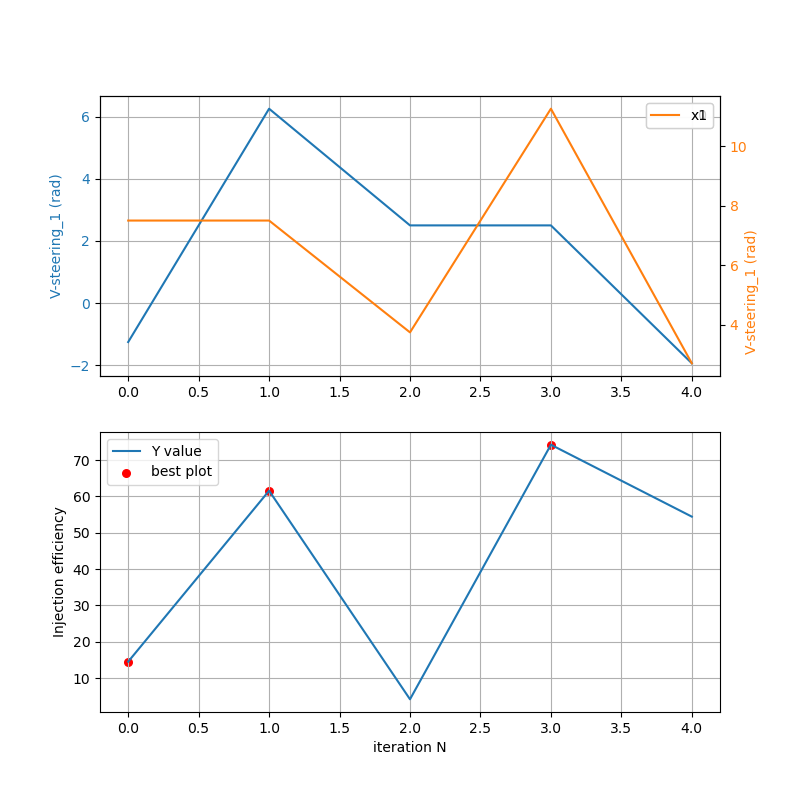 6
4
2
0
−2
V-steering_1 (rad)
x1
10
8
6
4
V-steering_1 (rad)
0.0 0.5 1.0 1.5 2.0 2.5 3.0 3.5 4.0
Y value
best plot
70
60
50
40
30
20
10
Injection efficiency
0.0 0.5 1.0 1.5 2.0 2.5 3.0 3.5 4.0
iteration N